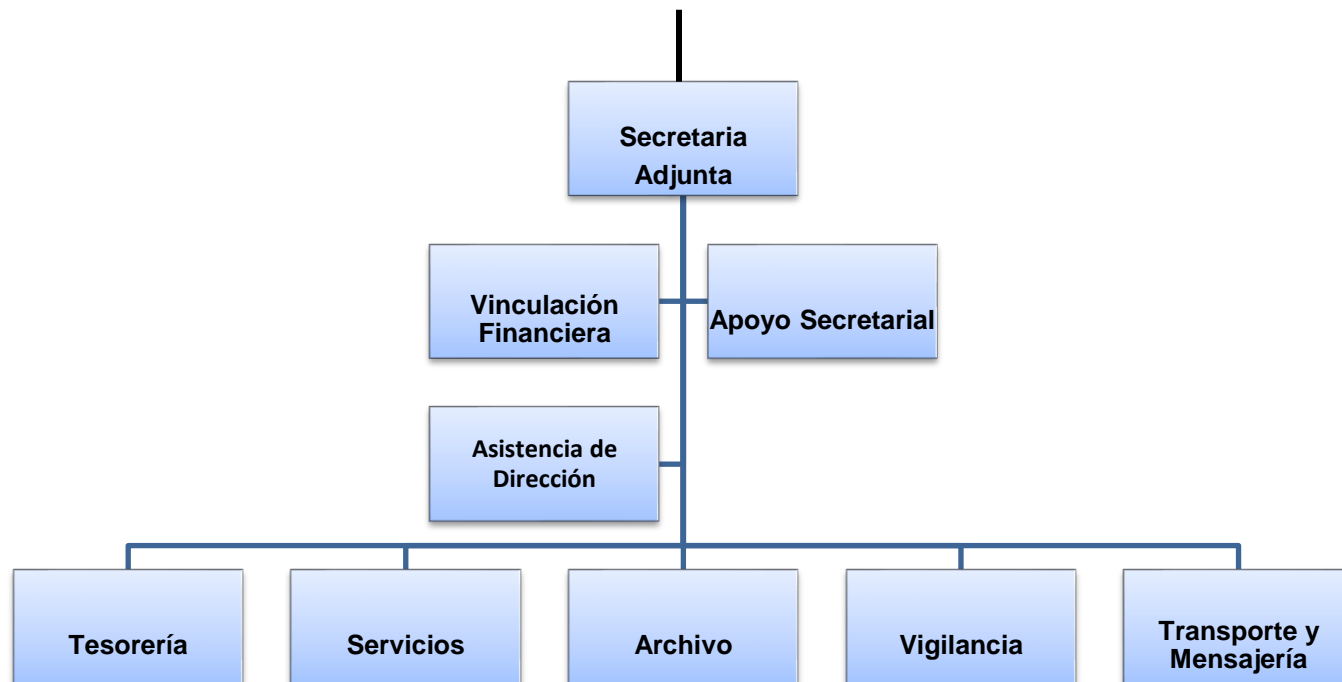 Secretaria
Adjunta
Vinculación
Financiera
Apoyo Secretarial
Asistencia de
Dirección
Tesorería
Servicios
Archivo
Vigilancia
Transporte y
Mensajería